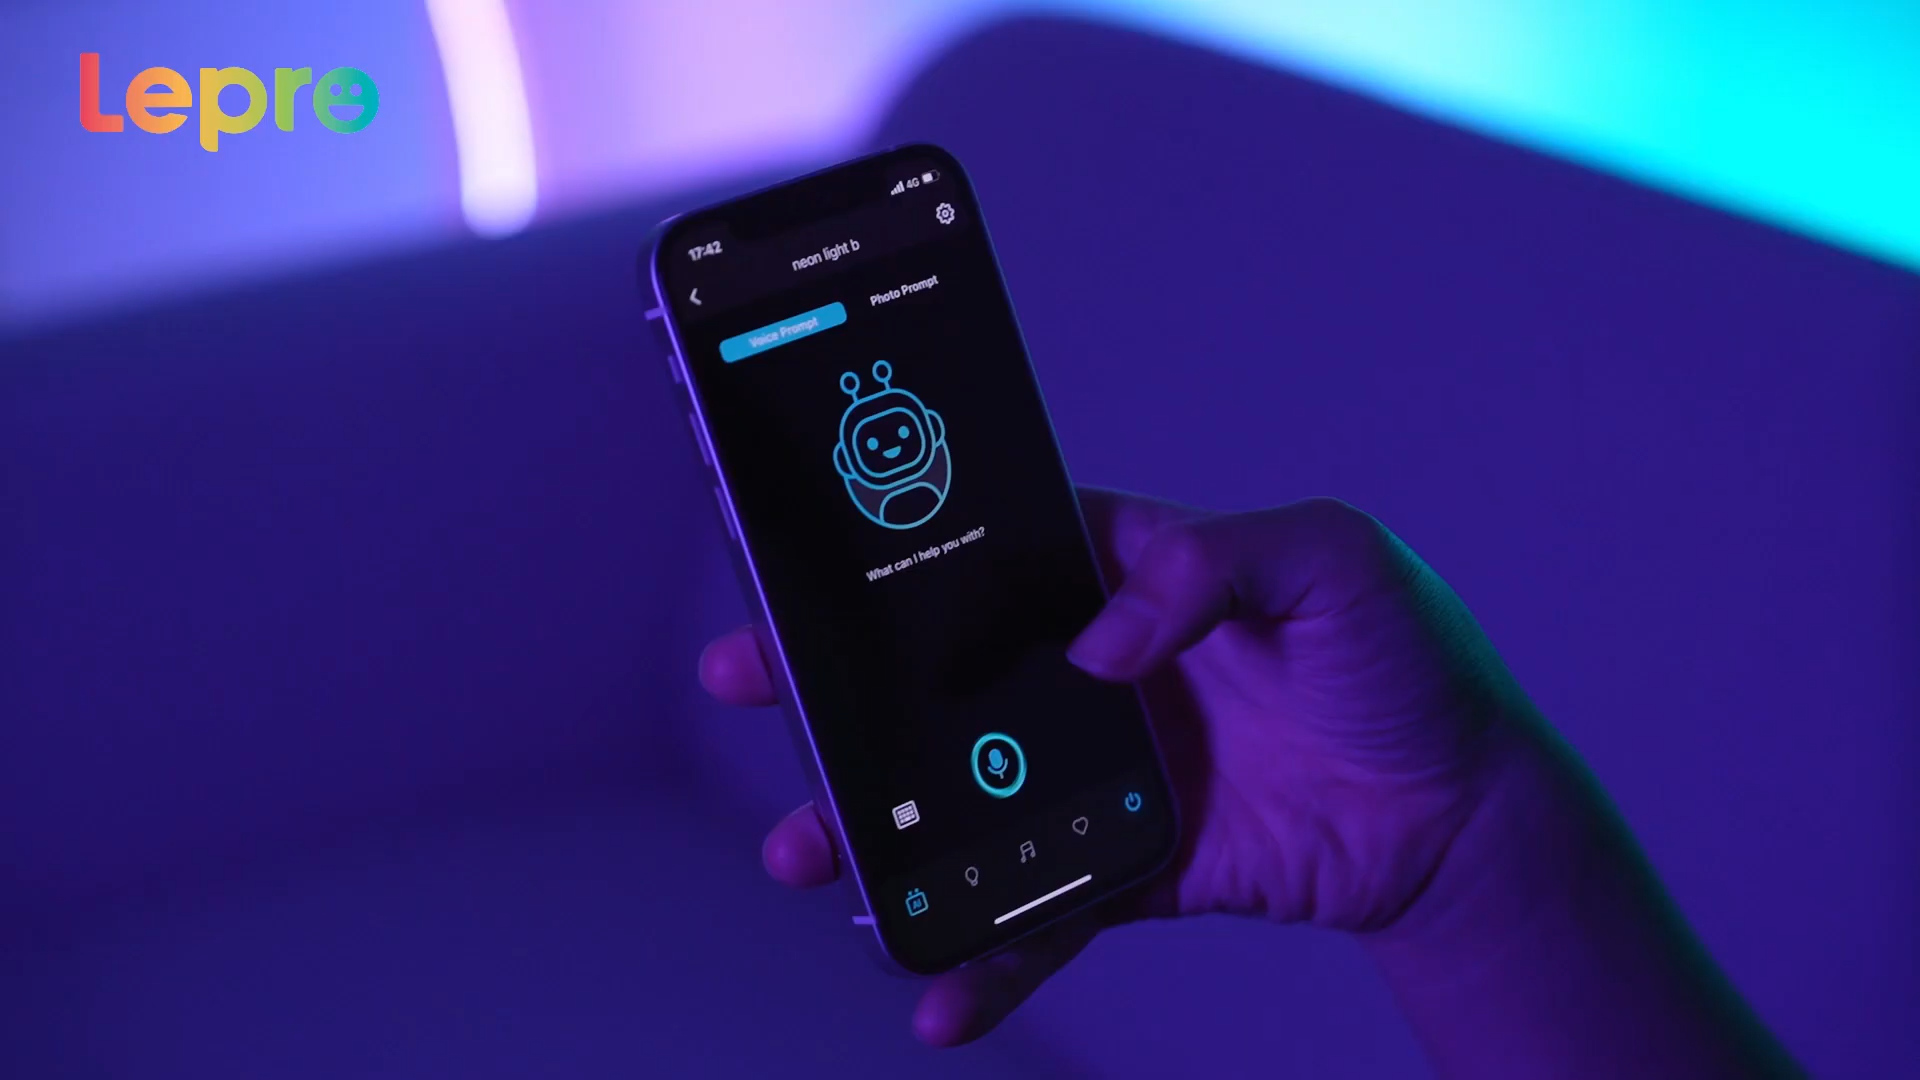 Lepro
4G
17:42
neon light b
Voice Prompt
Photo Prompt
What can I help you with?
AI